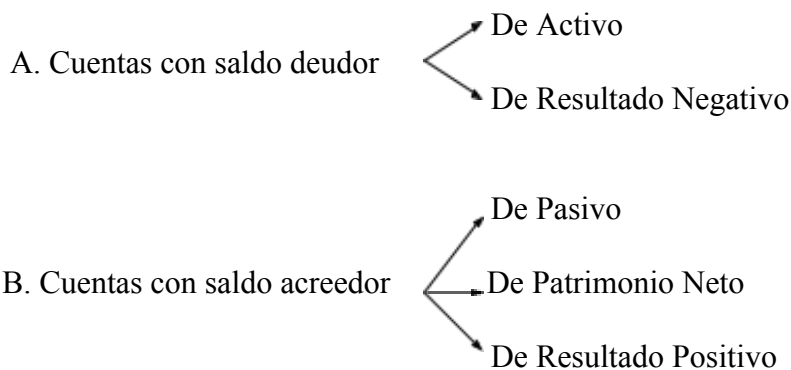 De Activo
A. Cuentas con saldo deudor
De Resultado Negativo
De Pasivo
B. Cuentas con saldo acreedor
De Patrimonio Neto
De Resultado Positivo